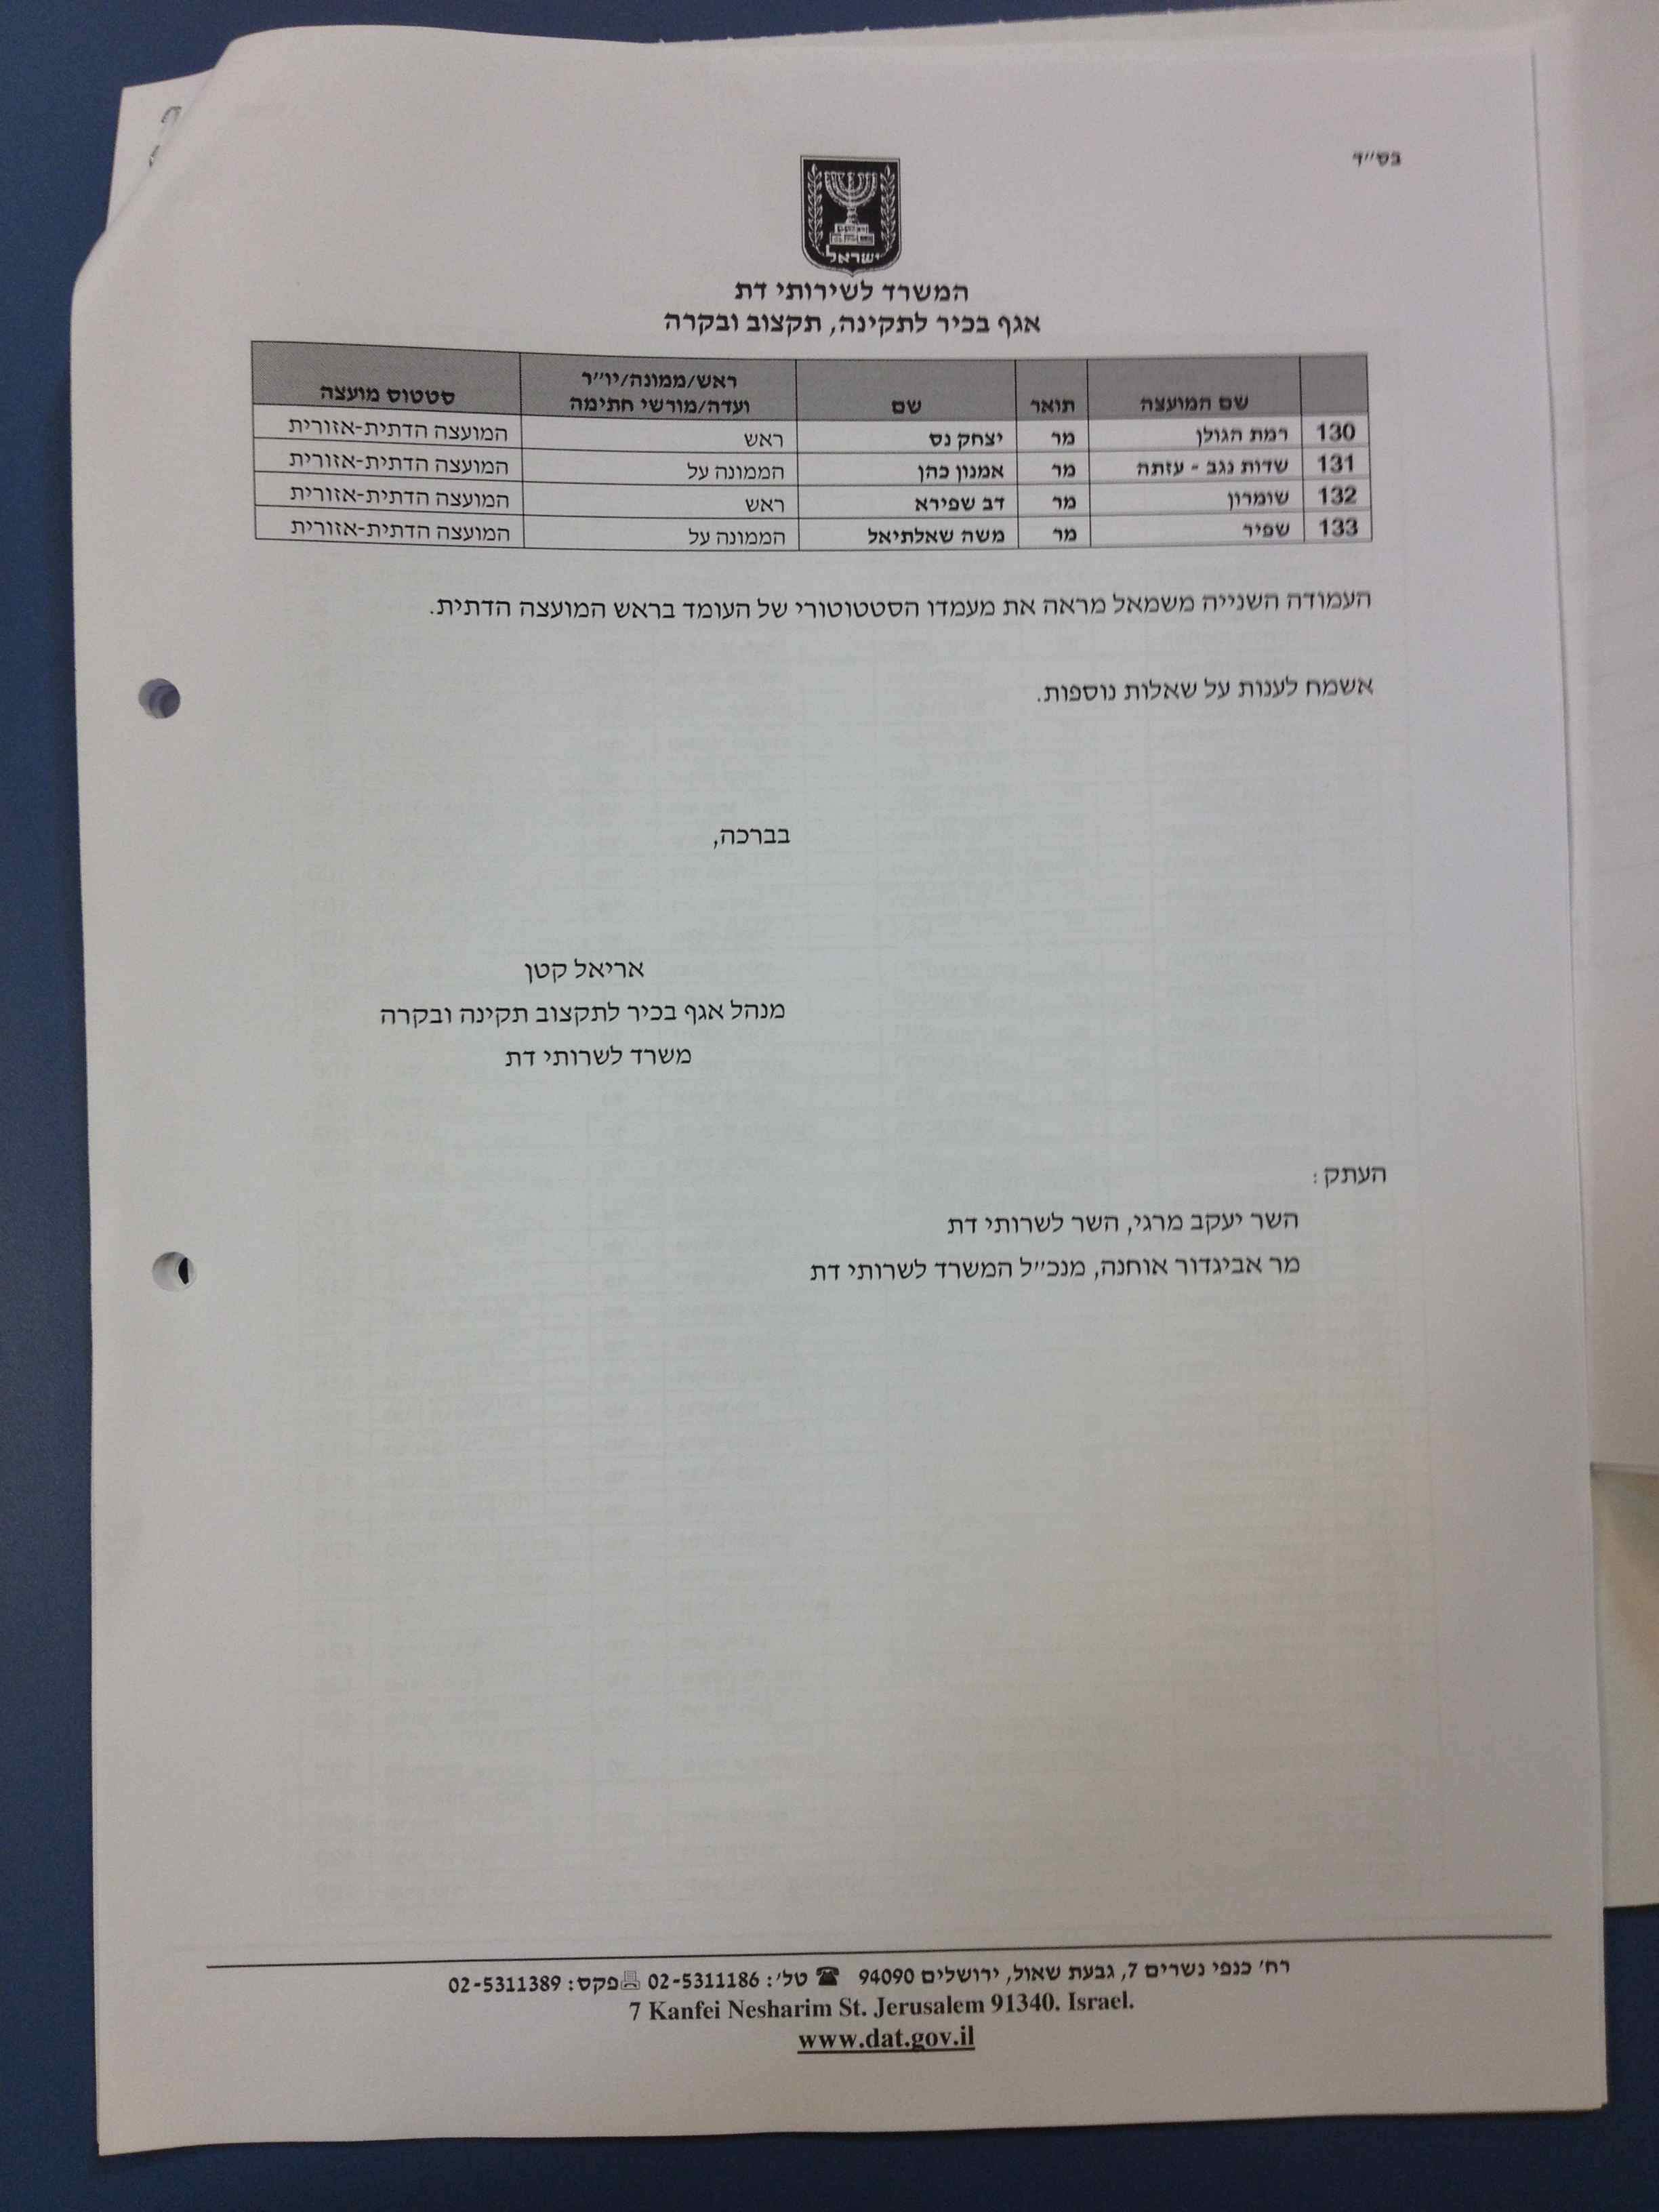 בס״ד
ישראל
המשרד לשירותי דת
אגף בכיר לתקינה, תקצוב ובקרה
שם המועצה תואר שם ראש/ממונה/יו״ר ועדה/מורשי חתימה סטטוס מועצה
130 רמת הגולן מר יצחק נס ראש המועצה הדתית-אזורית
131 שדות נגב - עזתה מר אמנון כהן הממונה על המועצה הדתית-אזורית
132 שומרון מר דב שפירא ראש המועצה הדתית-אזורית
133 שפיר מר משה שאלתיאל הממונה על המועצה הדתית-אזורית
העמודה השנייה משמאל מראה את מעמדו הסטטוטורי של העומד בראש המועצה הדתית.
אשמח לענות על שאלות נוספות.
בברכה,
אריאל קטן
מנהל אגף בכיר לתקצוב תקינה ובקרה
משרד לשרותי דת
העתק:
השר יעקב מרגי, השר לשרותי דת
מר אביגדור אוחנה, מנכ״ל המשרד לשרותי דת
רח׳ כנפי נשרים 7, גבעת שאול, ירושלים 94090 ☎ טל׳: 02-5311186 פקס: 02-5311389
7 Kanfei Nesharim St. Jerusalem 91340. Israel.
www.dat.gov.il